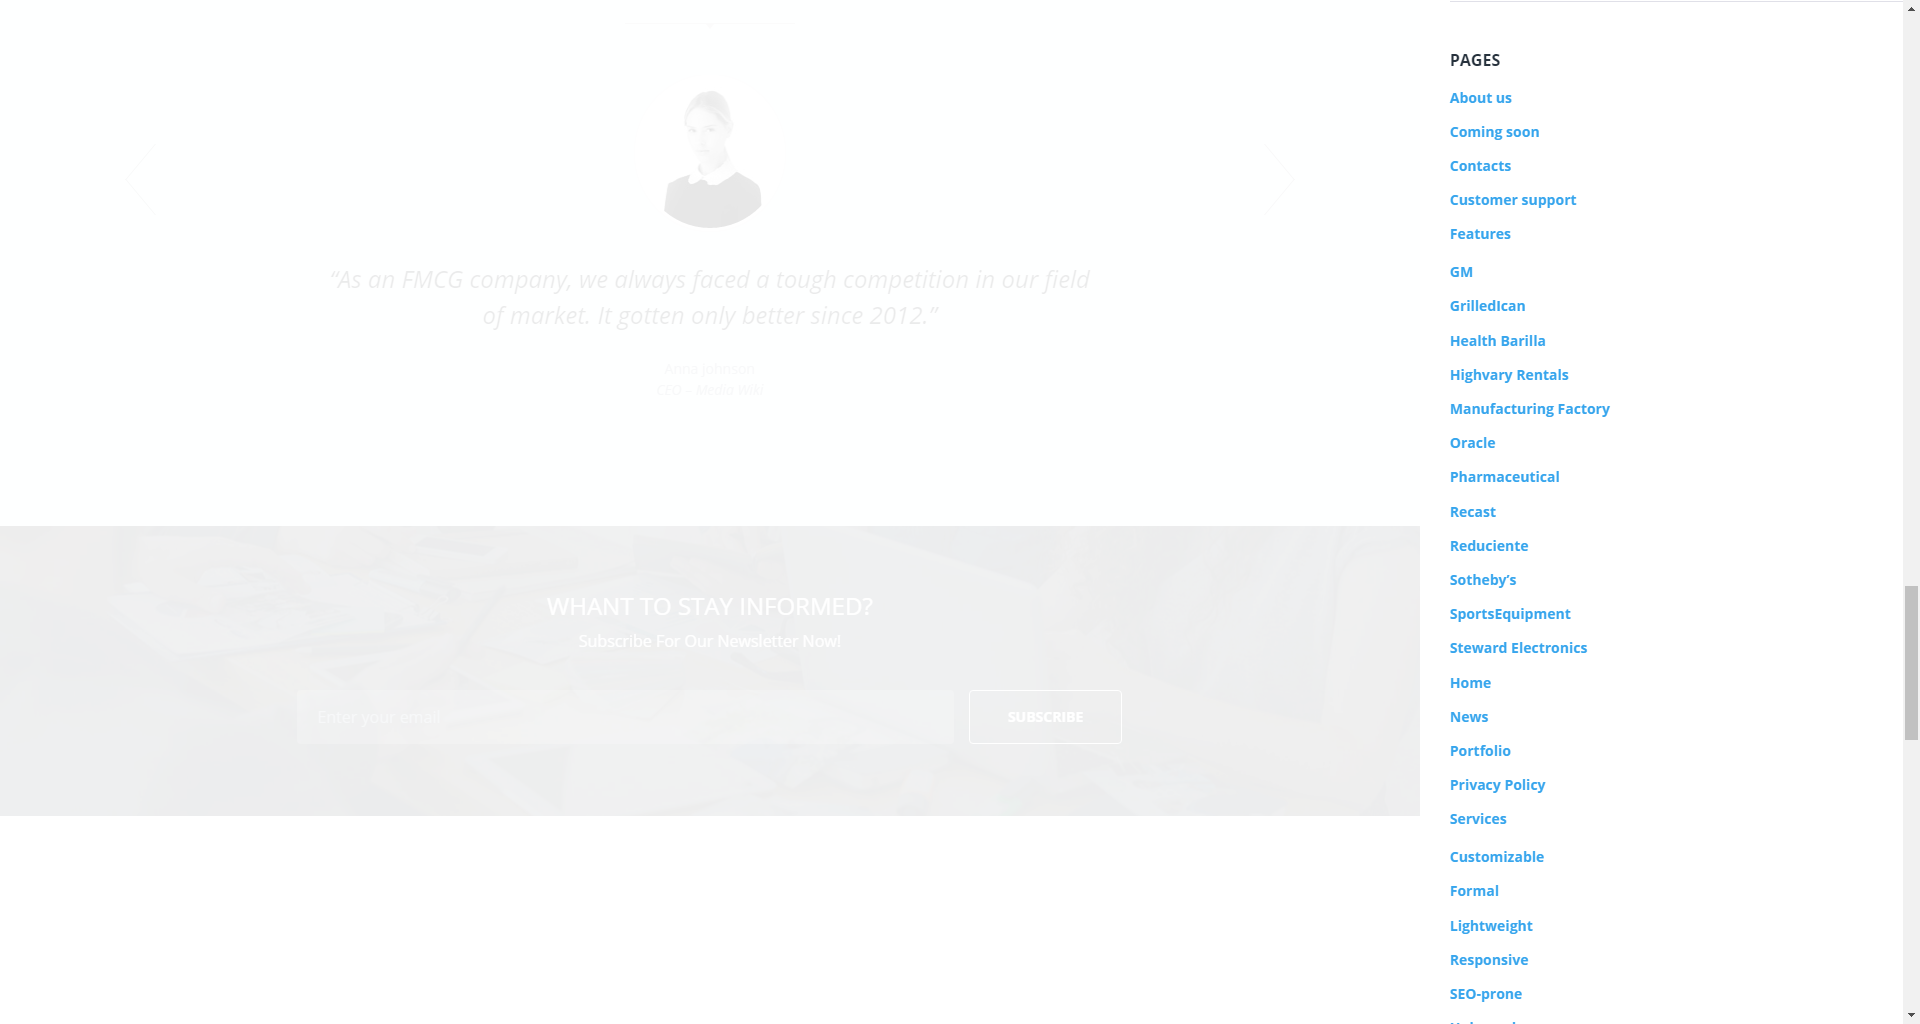 “As an FMCG company, we always faced a tough competition in our field
of market. It gotten only better since 2012.”
Anna Johnson
CEO – Media Wiki
WHANT TO STAY INFORMED?
Subscribe For Our Newsletter Now!
Enter your email
SUBSCRIBE
PAGES
About us
Coming soon
Contacts
Customer support
Features
GM
GrilledIcan
Health Barilla
Highvary Rentals
Manufacturing Factory
Oracle
Pharmaceutical
Recast
Reduciente
Sotheby’s
SportsEquipment
Steward Electronics
Home
News
Portfolio
Privacy Policy
Services
Customizable
Formal
Lightweight
Responsive
SEO-prone